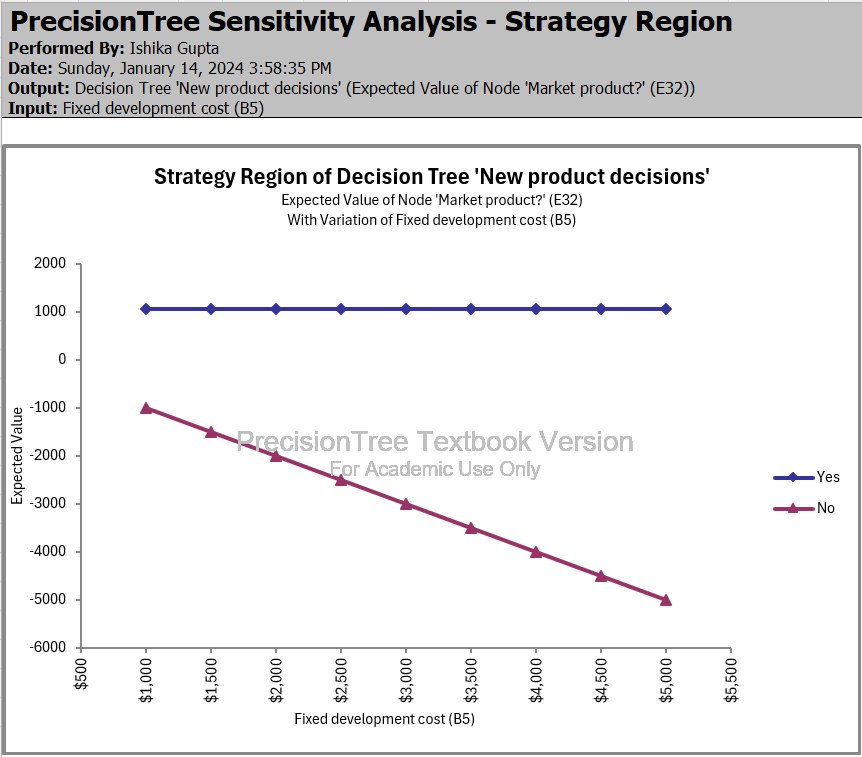 PrecisionTree Sensitivity Analysis - Strategy Region
Performed By: Ishika Gupta
Date: Sunday, January 14, 2024 3:58:35 PM
Output: Decision Tree 'New product decisions' (Expected Value of Node 'Market product?' (E32))
Input: Fixed development cost (B5)
Strategy Region of Decision Tree 'New product decisions'
Expected Value of Node 'Market product?' (E32)
With Variation of Fixed development cost (B5)
2000
1000
0
-1000
-2000
-3000
-4000
-5000
-6000
Expected Value
PrecisionTree Textbook Version
For Academic Use Only
Yes
No
$500
$1,000
$1,500
$2,000
$2,500
$3,000
$3,500
$4,000
$4,500
$5,000
$5,500
Fixed development cost (B5)